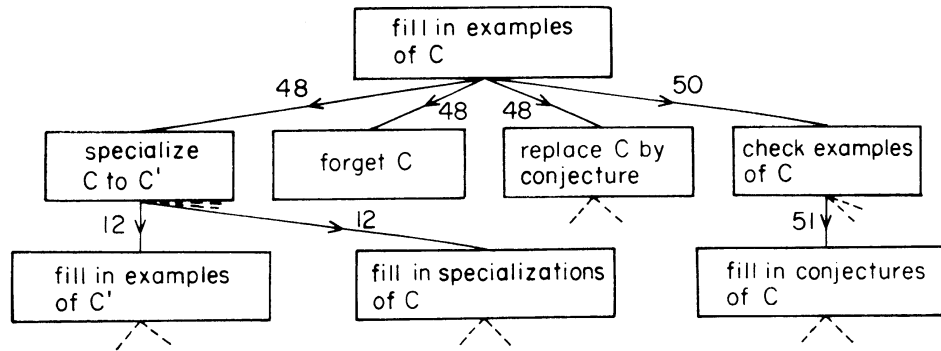 fill in examples
of C
48
48
48
50
specialize
C to C'
forget C
replace C by
conjecture
check examples
of C
12
12
51
fill in examples
of C'
fill in specializations
of C
fill in conjectures
of C